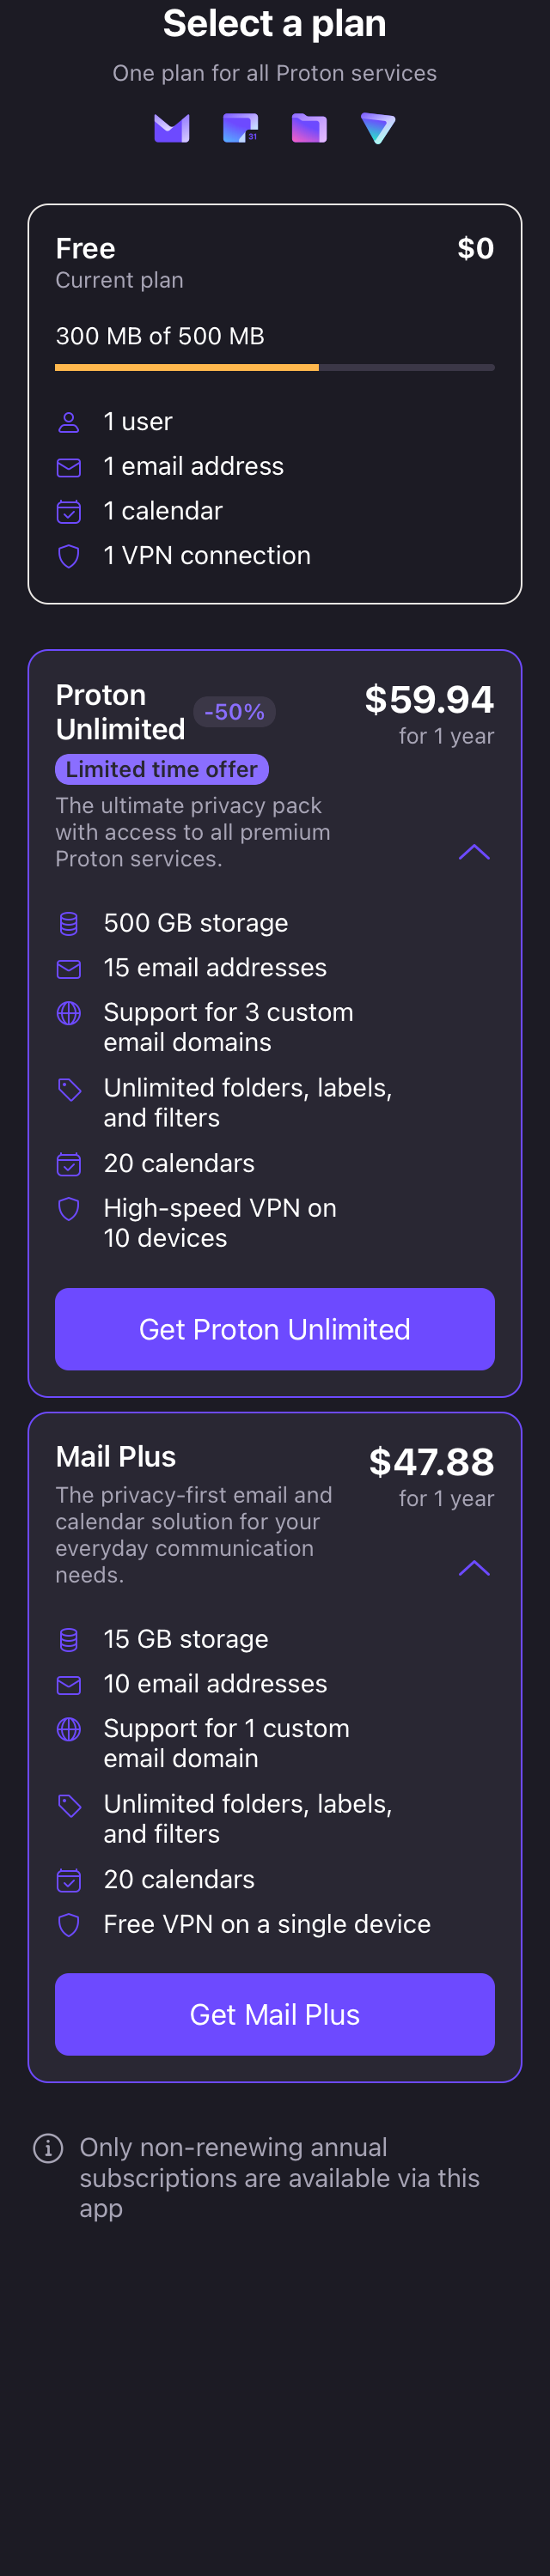 Select a plan
One plan for all Proton services
31
Free
$0
Current plan
300 MB of 500 MB
1 user
1 email address
1 calendar
1 VPN connection
Proton
Unlimited
-50%
$59.94
for 1 year
Limited time offer
The ultimate privacy pack
with access to all premium
Proton services.
500 GB storage
15 email addresses
Support for 3 custom
email domains
Unlimited folders, labels,
and filters
20 calendars
High-speed VPN on
10 devices
Get Proton Unlimited
Mail Plus
$47.88
for 1 year
The privacy-first email and
calendar solution for your
everyday communication
needs.
15 GB storage
10 email addresses
Support for 1 custom
email domain
Unlimited folders, labels,
and filters
20 calendars
Free VPN on a single device
Get Mail Plus
Only non-renewing annual
subscriptions are available via this
app